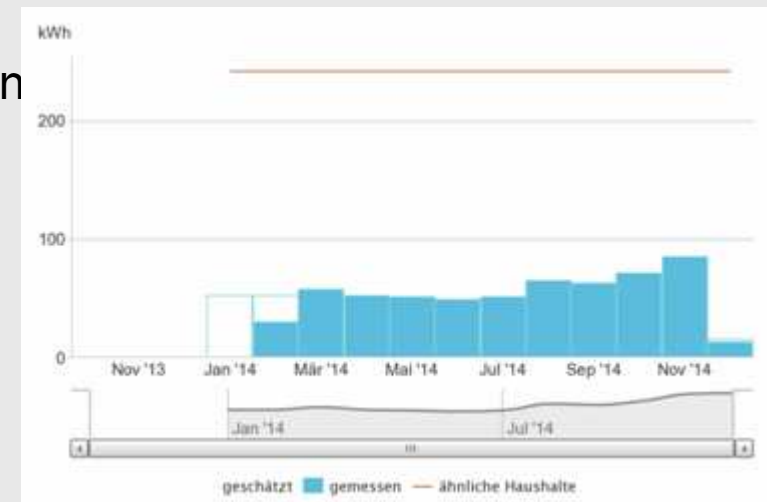 kWh
n
200
100
0
Nov '13 Jan '14 Mär '14 Mai '14 Jul '14 Sep '14 Nov '14
Jan '14 Jul '14
geschätzt gemessen ähnliche Haushalte